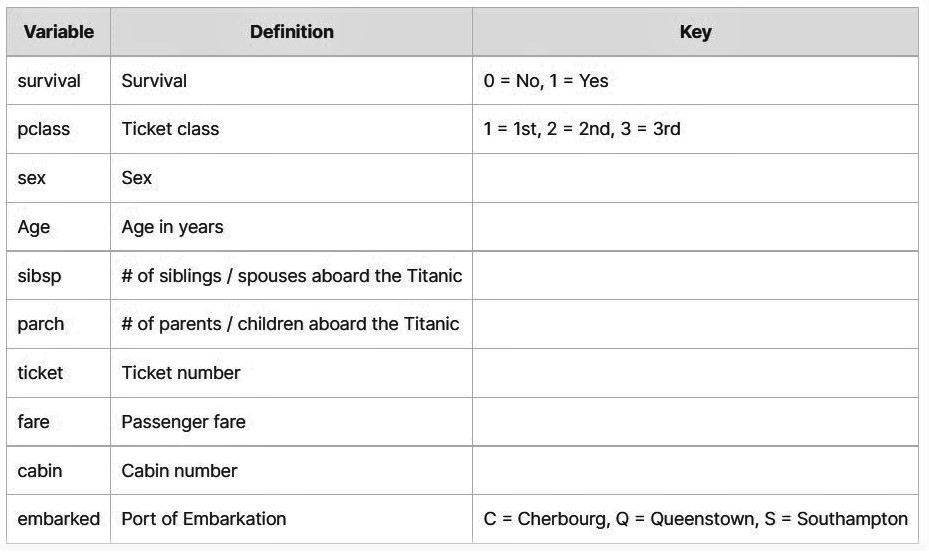 Variable Definition Key
survival Survival 0 = No, 1 = Yes
pclass Ticket class 1 = 1st, 2 = 2nd, 3 = 3rd
sex Sex
Age Age in years
sibsp # of siblings / spouses aboard the Titanic
parch # of parents / children aboard the Titanic
ticket Ticket number
fare Passenger fare
cabin Cabin number
embarked Port of Embarkation C = Cherbourg, Q = Queenstown, S = Southampton